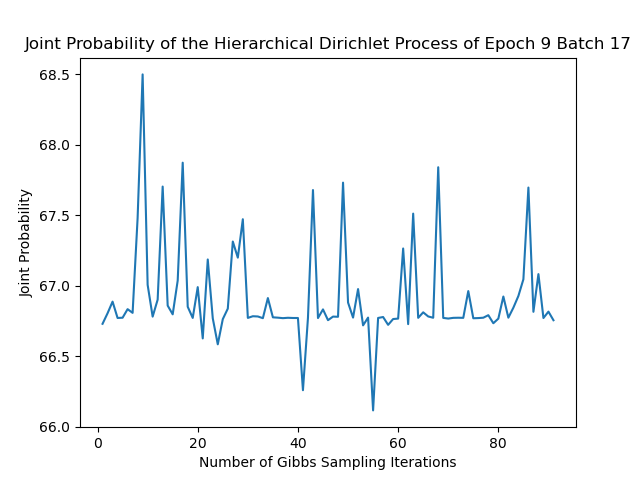 Joint Probability of the Hierarchical Dirichlet Process of Epoch 9 Batch 17
68.5
68.0
67.5
67.0
66.5
66.0
Joint Probability
0 20 40 60 80
Number of Gibbs Sampling Iterations